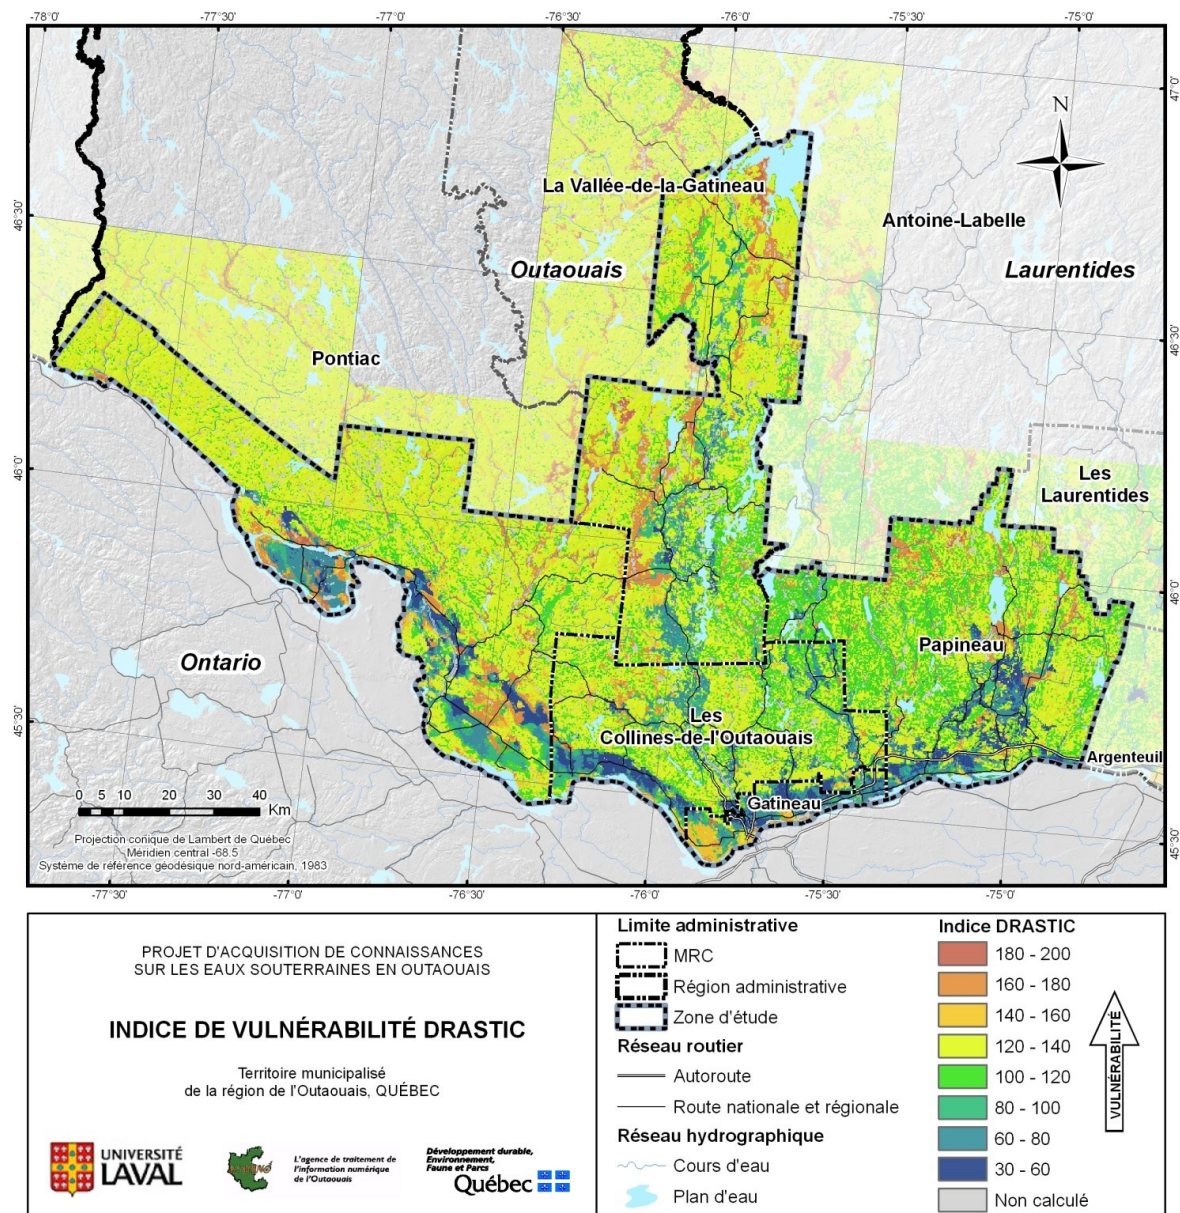 -78°0'
-77°30'
-77°0'
-76°30'
-76°0'
-75°30'
-75°0'
47°0'
46°30'
46°30'
46°0'
46°0'
45°30'
45°30'
N
La Vallée-de-la-Gatineau
Antoine-Labelle
Outaouais
Laurentides
Pontiac
Les
Laurentides
Ontario
Papineau
Les
Collines-de-l'Outaouais
Argenteuil
Gatineau
0 5 10 20 30 40
Km
Projection conique de Lambert de Québec
Méridien central -68.5
Système de référence géodésique nord-américain, 1983
-77°30'
-77°0'
-76°30'
-76°0'
-75°30'
-75°0'
PROJET D'ACQUISITION DE CONNAISSANCES
SUR LES EAUX SOUTERRAINES EN OUTAOUAIS
INDICE DE VULNÉRABILITÉ DRASTIC
Territoire municipalisé
de la région de l'Outaouais, QUÉBEC
UNIVERSITÉ
LAVAL
L'agence de traitement de
l'information numérique
de l'Outaouais
Développement durable,
Environnement,
Faune et Parcs
Québec
Limite administrative
MRC
Région administrative
Zone d'étude
Réseau routier
Autoroute
Route nationale et régionale
Réseau hydrographique
Cours d'eau
Plan d'eau
Indice DRASTIC
180 - 200
160 - 180
140 - 160
120 - 140
100 - 120
80 - 100
60 - 80
30 - 60
Non calculé
VULNÉRABILITÉ